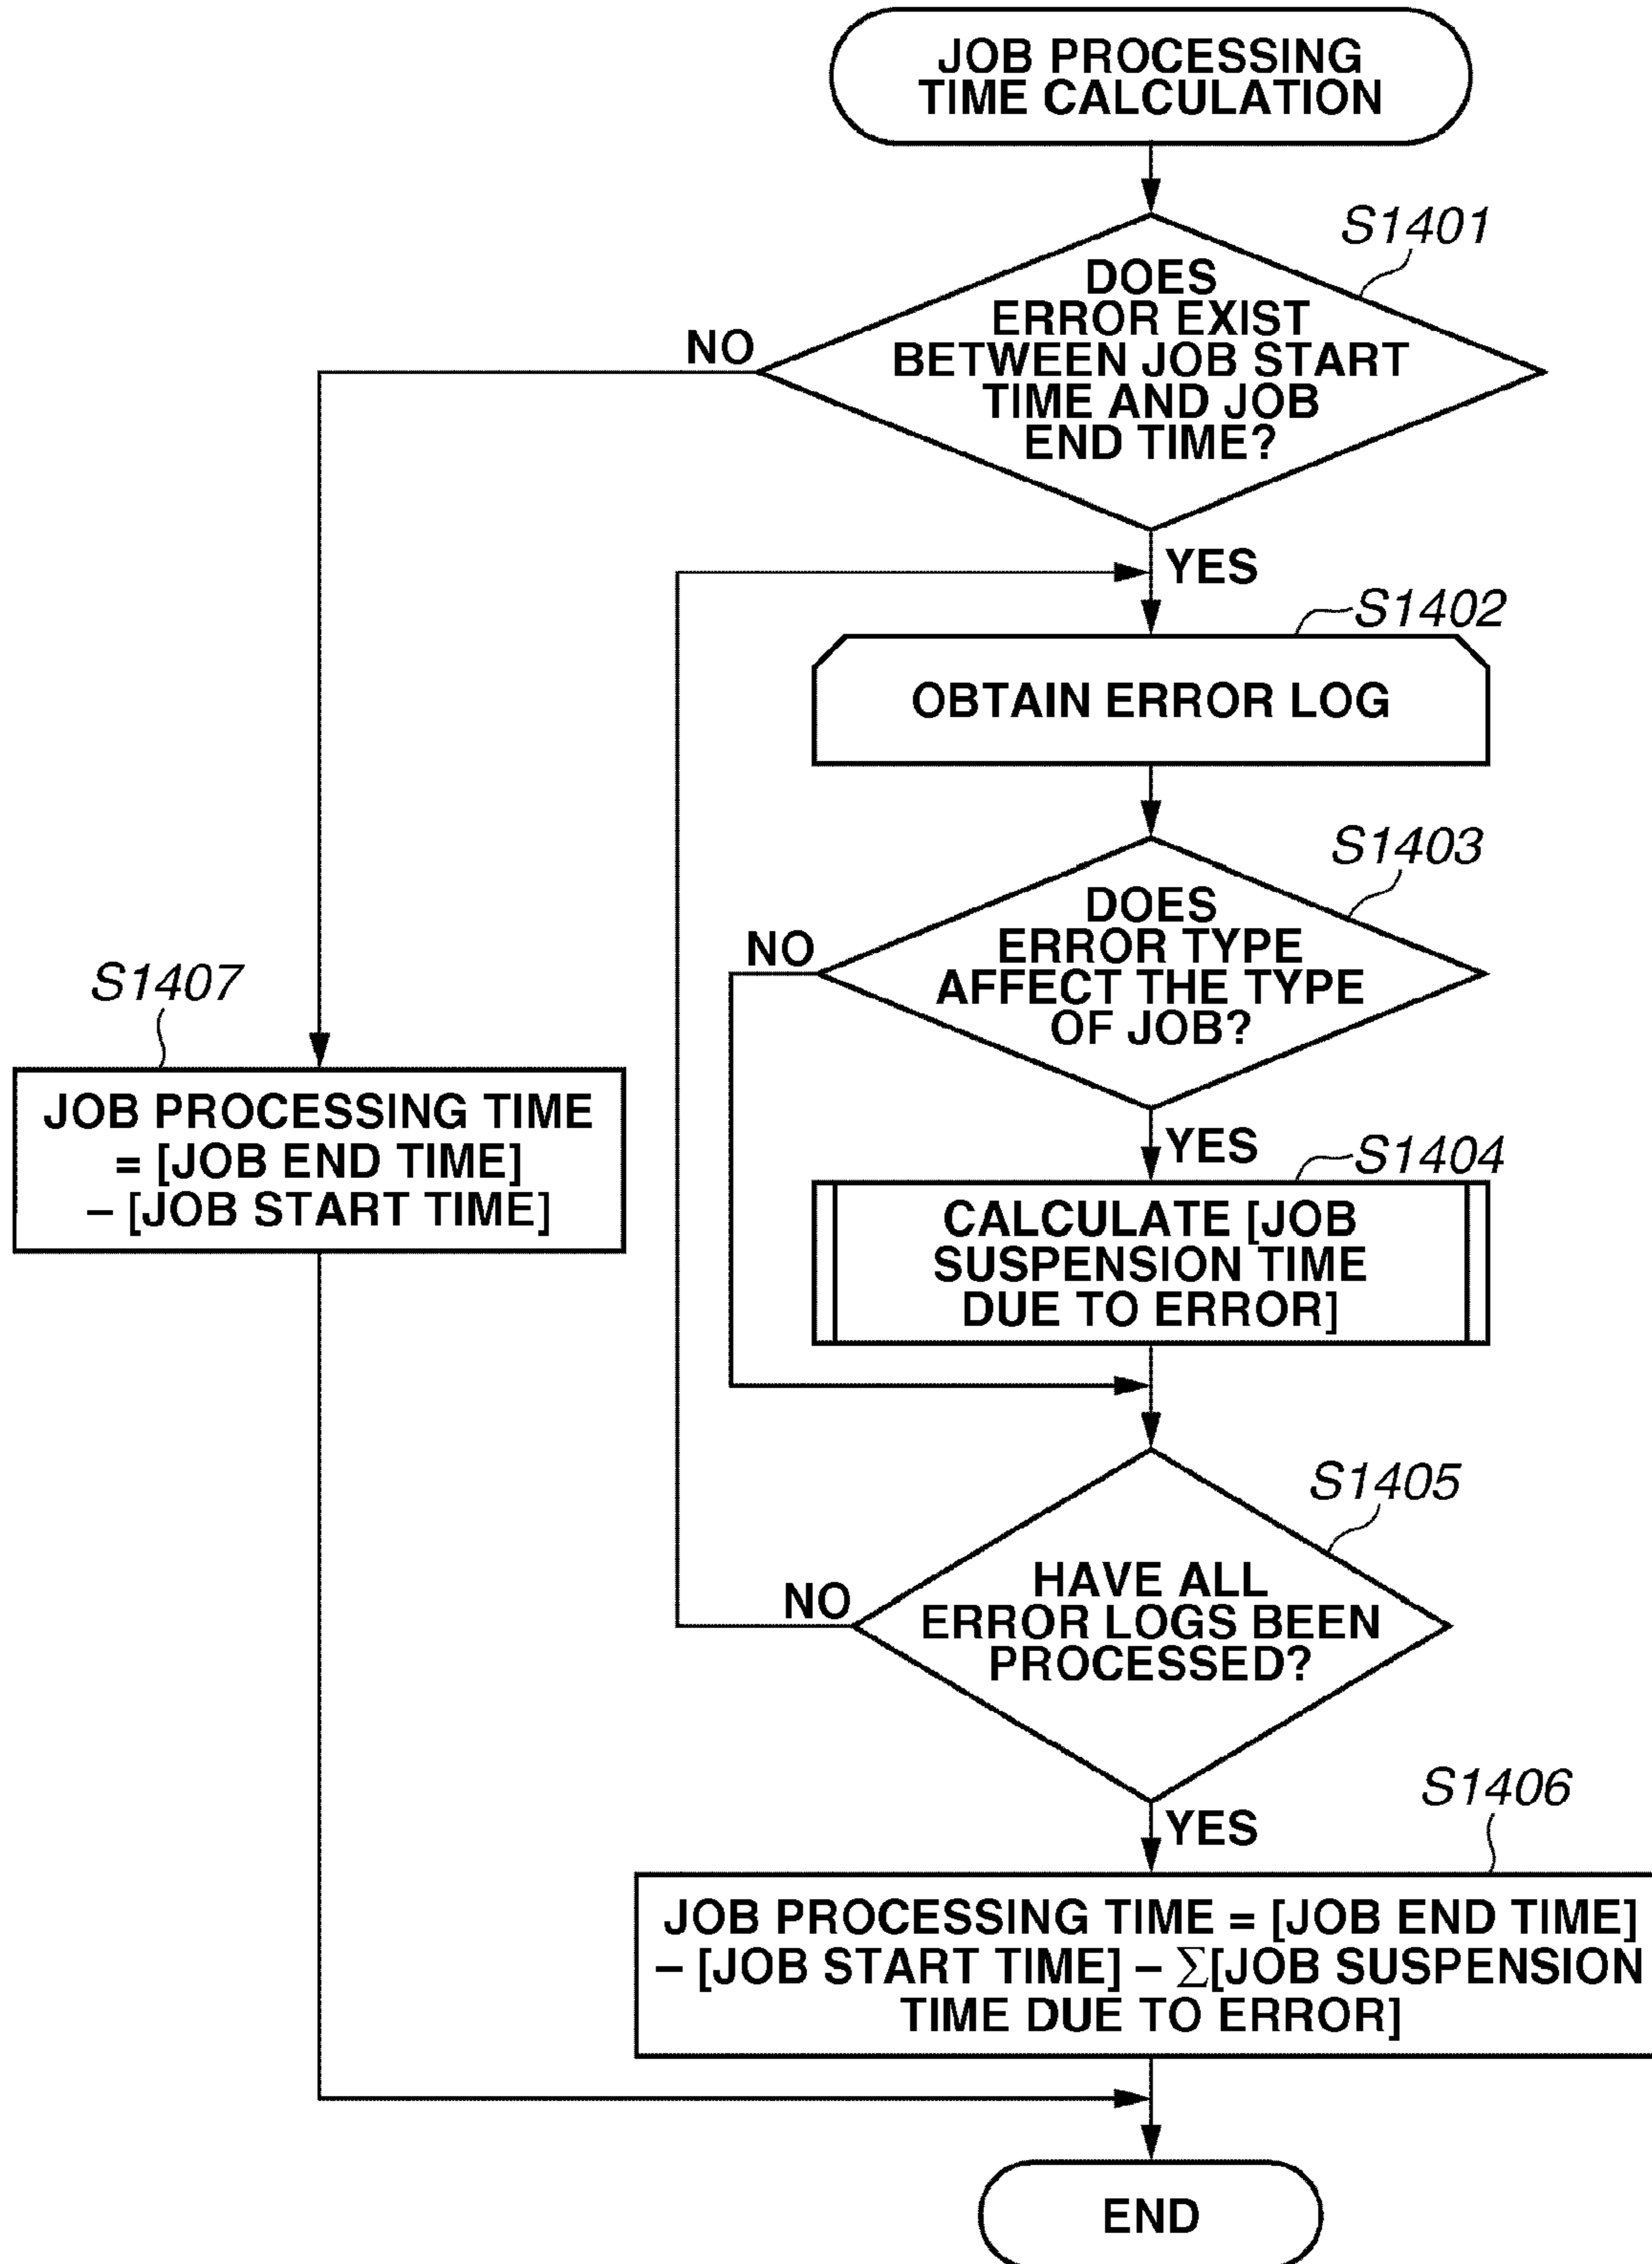 JOB PROCESSING
TIME CALCULATION
S1401
DOES
ERROR EXIST
BETWEEN JOB START
TIME AND JOB
END TIME?
NO
YES
S1402
OBTAIN ERROR LOG
S1403
DOES
ERROR TYPE
AFFECT THE TYPE
OF JOB?
NO
YES
S1407
JOB PROCESSING TIME
= [JOB END TIME]
– [JOB START TIME]
S1404
CALCULATE [JOB
SUSPENSION TIME
DUE TO ERROR]
S1405
HAVE ALL
ERROR LOGS BEEN
PROCESSED?
NO
YES
S1406
JOB PROCESSING TIME = [JOB END TIME]
– [JOB START TIME] – ∑[JOB SUSPENSION
TIME DUE TO ERROR]
END